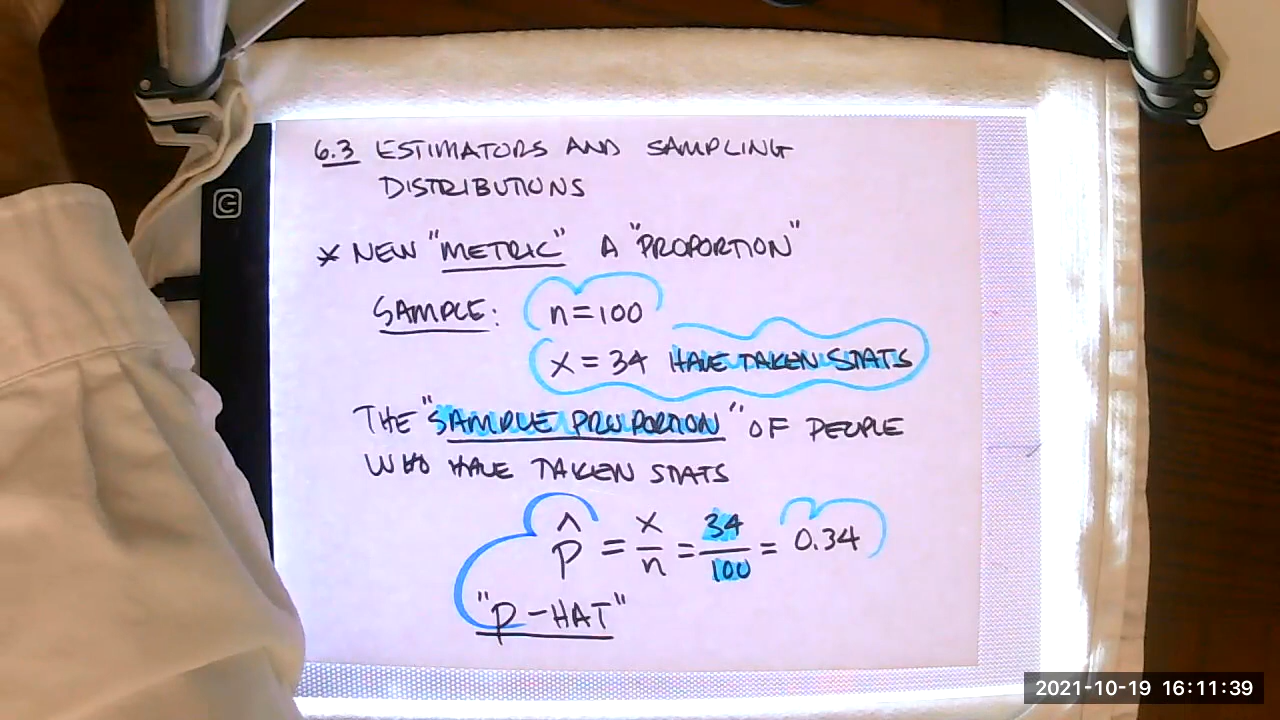 6.3 ESTIMATORS AND SAMPLING
DISTRIBUTIONS
* NEW "METRIC" A "PROPORTION"
SAMPLE: n=100
x = 34 HAVE TAKEN STATS
THE "SAMPLE PROPORTION" OF PEOPLE
WHO HAVE TAKEN STATS
p̂ = x/n = 34/100 = 0.34
"P-HAT"
2021-10-19 16:11:39